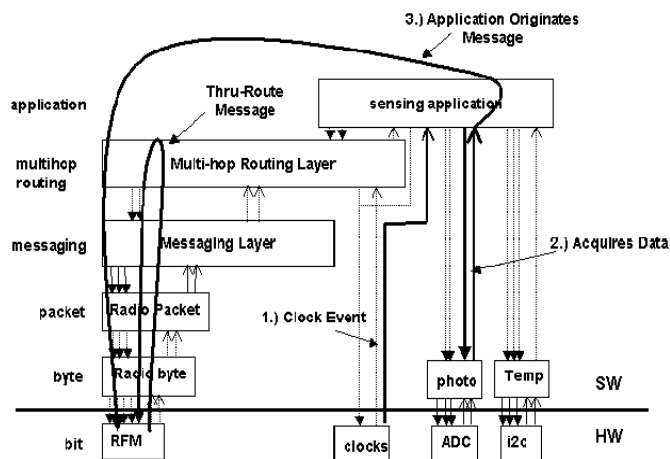 3.) Application Originates
Message
application
sensing application
Thru-Route
Message
multihop
routing
Multi-hop Routing Layer
messaging
Messaging Layer
2.) Acquires Data
packet
Radio Packet
1.) Clock Event
byte
Radio byte
photo
Temp
SW
bit
RFM
clocks
ADC
i2c
HW